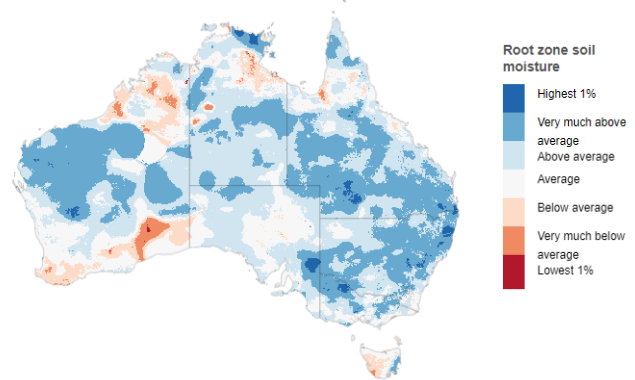 Root zone soil
moisture
Highest 1%
Very much above
average
Above average
Average
Below average
Very much below
average
Lowest 1%